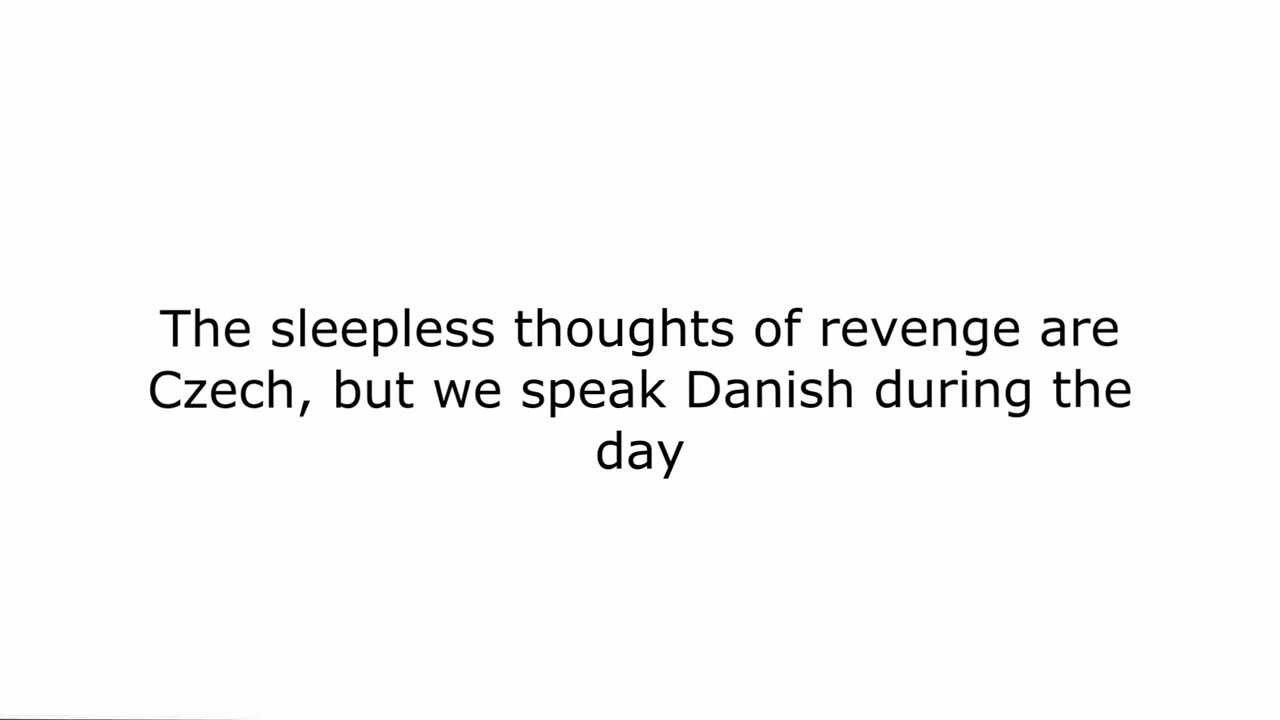 The sleepless thoughts of revenge are
Czech, but we speak Danish during the
day